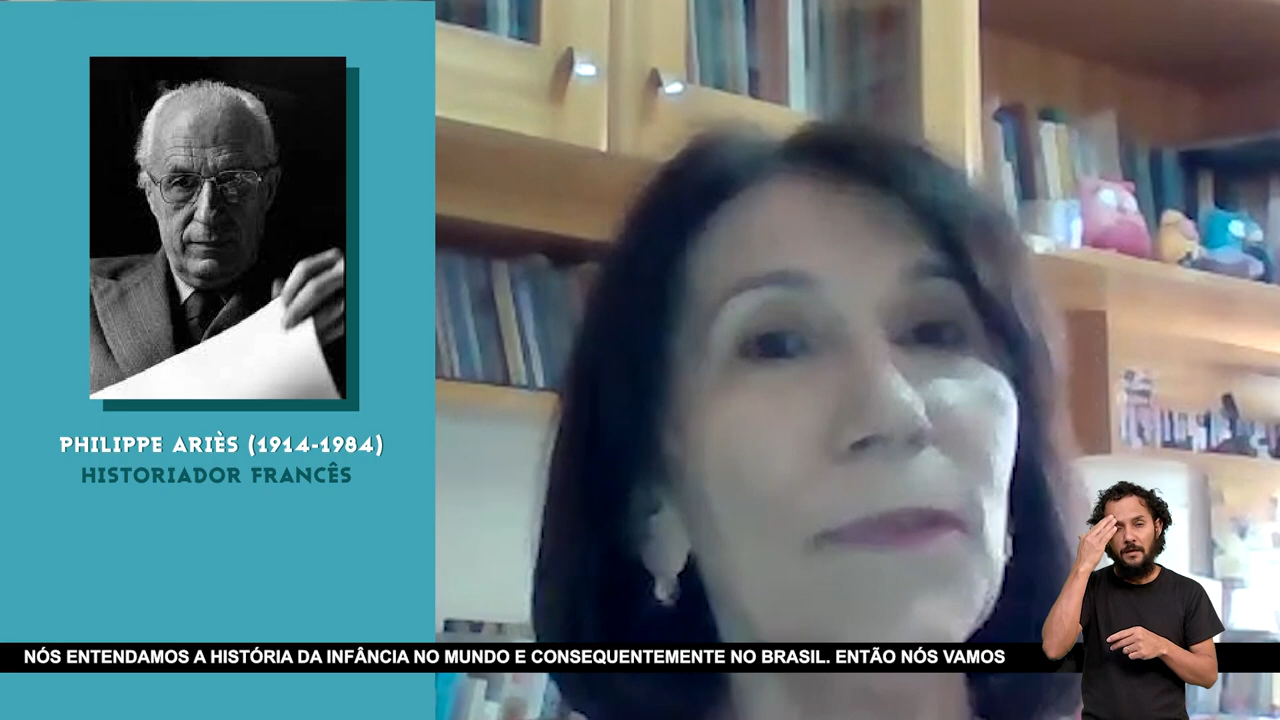 PHILIPPE ARIÈS (1914-1984)
HISTORIADOR FRANCÊS
NÓS ENTENDAMOS A HISTÓRIA DA INFÂNCIA NO MUNDO E CONSEQUENTEMENTE NO BRASIL. ENTÃO NÓS VAMOS